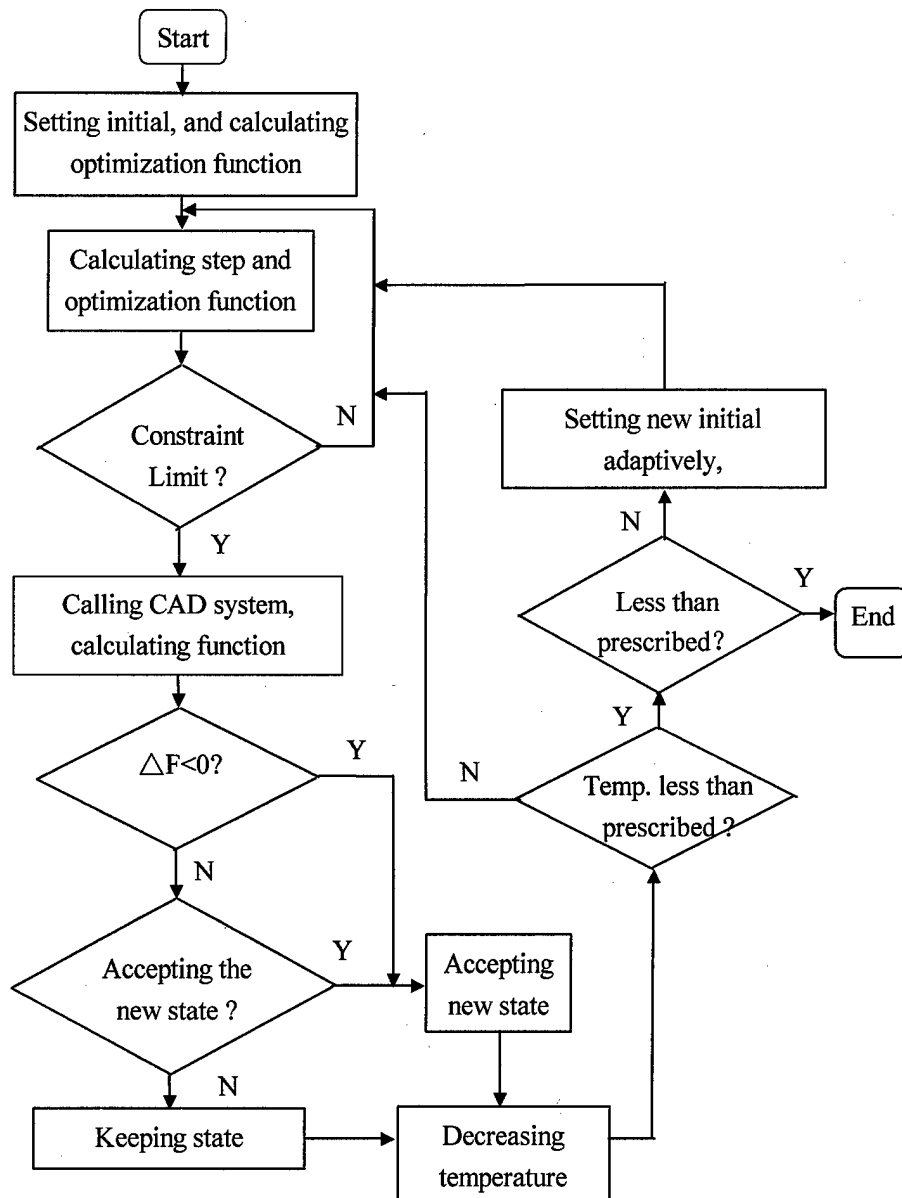 Start
Setting initial, and calculating
optimization function
Calculating step and
optimization function
Constraint
Limit ?
N
Y
Calling CAD system,
calculating function
△F<0?
Y
N
Accepting the
new state ?
Y
N
Accepting
new state
Keeping state
Decreasing
temperature
Temp. less than
prescribed ?
N
Y
Less than
prescribed?
N
Y
End
Setting new initial
adaptively,